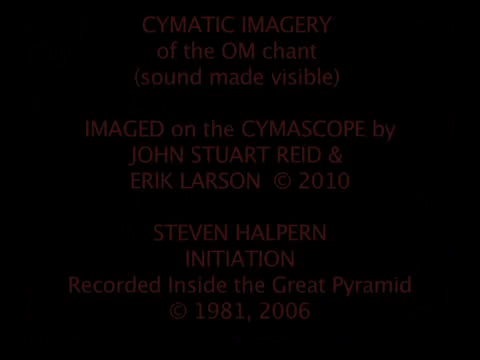 CYMATIC IMAGERY
of the OM chant
(sound made visible)
IMAGED on the CYMASCOPE by
JOHN STUART REID &
ERIK LARSON © 2010
STEVEN HALPERN
INITIATION
Recorded Inside the Great Pyramid
© 1981, 2006